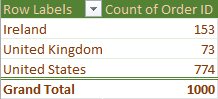 Row Labels Count of Order ID
Ireland 153
United Kingdom 73
United States 774
Grand Total 1000